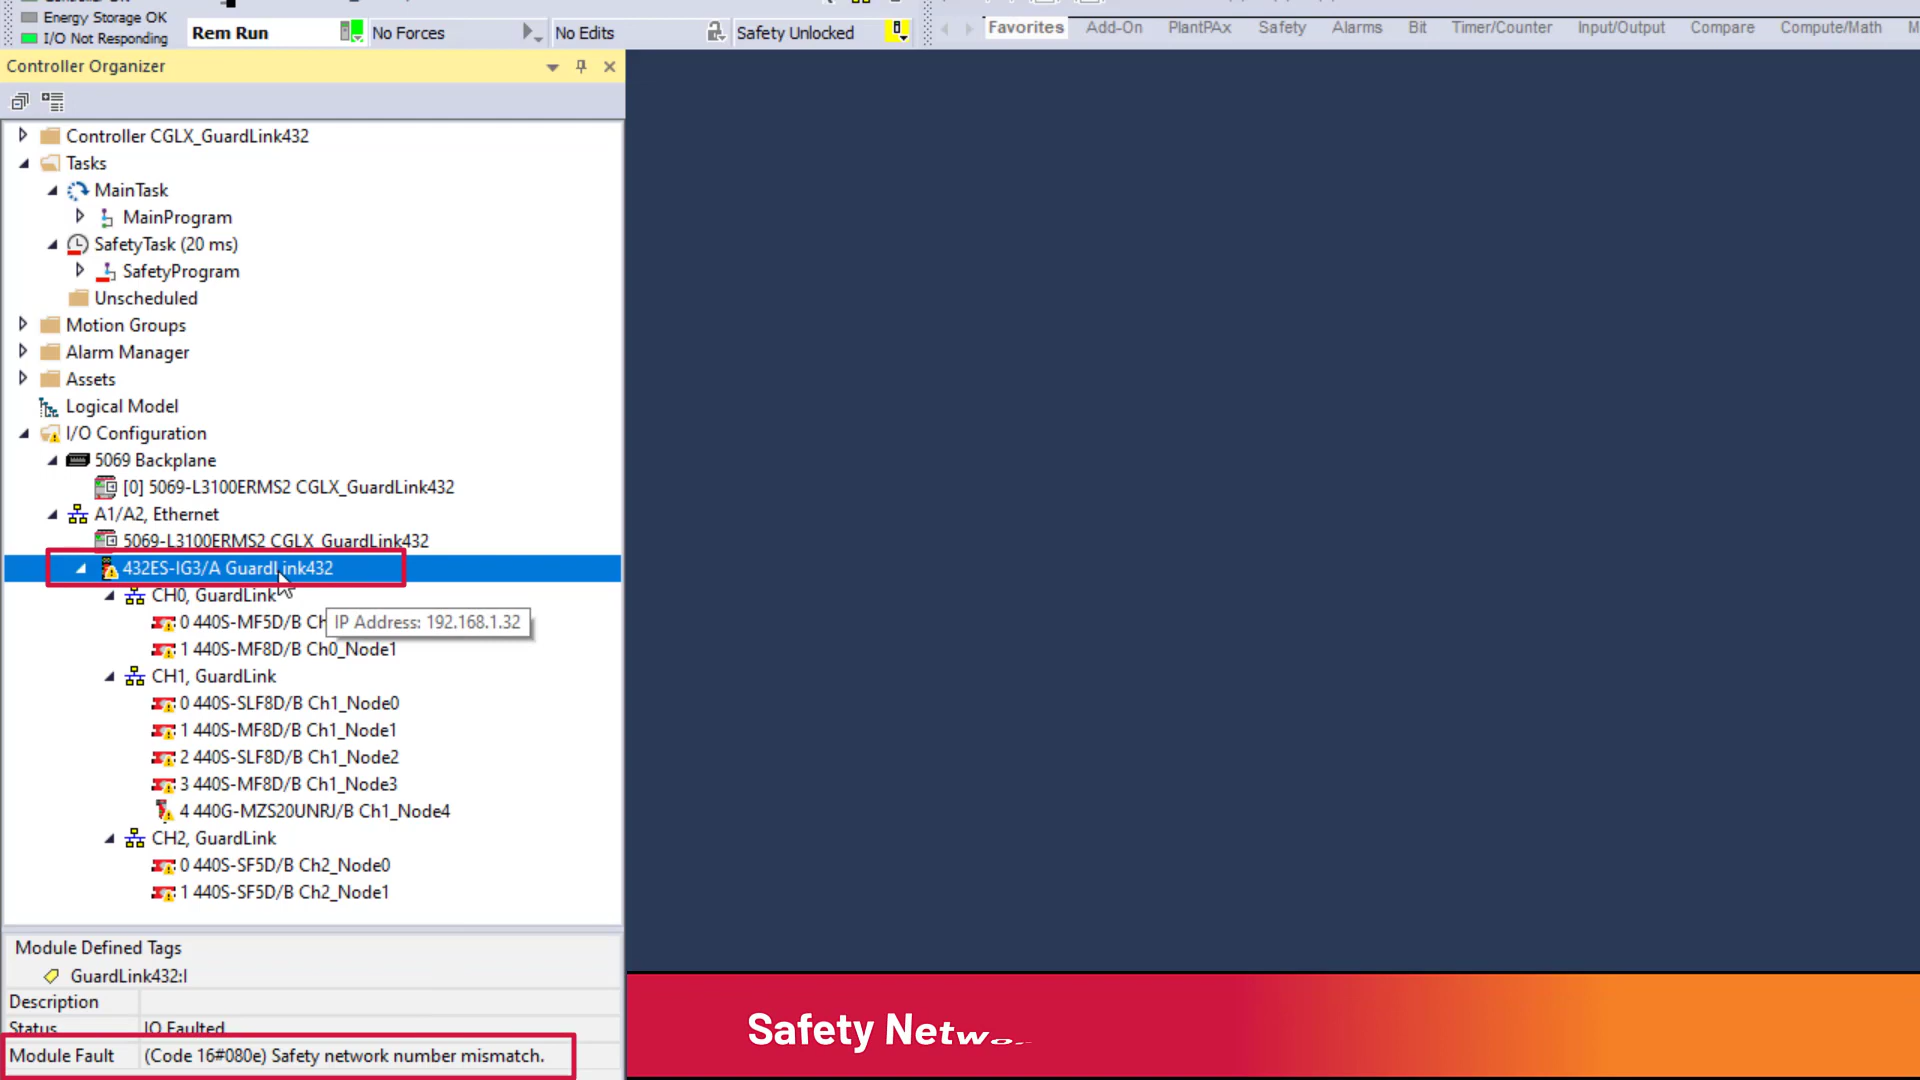 Energy Storage OK
I/O Not Responding
Rem Run
No Forces
No Edits
Safety Unlocked
Favorites
Add-On
PlantPAx
Safety
Alarms
Bit
Timer/Counter
Input/Output
Compare
Compute/Math
Controller Organizer
Controller CGLX_GuardLink432
Tasks
MainTask
MainProgram
SafetyTask (20 ms)
SafetyProgram
Unscheduled
Motion Groups
Alarm Manager
Assets
Logical Model
I/O Configuration
5069 Backplane
[0] 5069-L3100ERMS2 CGLX_GuardLink432
A1/A2, Ethernet
5069-L3100ERMS2 CGLX_GuardLink432
432ES-IG3/A GuardLink432
CH0, GuardLink
0 440S-MF5D/B Ch
IP Address: 192.168.1.32
1 440S-MF8D/B Ch0_Node1
CH1, GuardLink
0 440S-SLF8D/B Ch1_Node0
1 440S-MF8D/B Ch1_Node1
2 440S-SLF8D/B Ch1_Node2
3 440S-MF8D/B Ch1_Node3
4 440G-MZS20UNRJ/B Ch1_Node4
CH2, GuardLink
0 440S-SF5D/B Ch2_Node0
1 440S-SF5D/B Ch2_Node1
Module Defined Tags
GuardLink432:I
Description
Status IO Faulted
Module Fault (Code 16#080e) Safety network number mismatch.
Safety Netwo